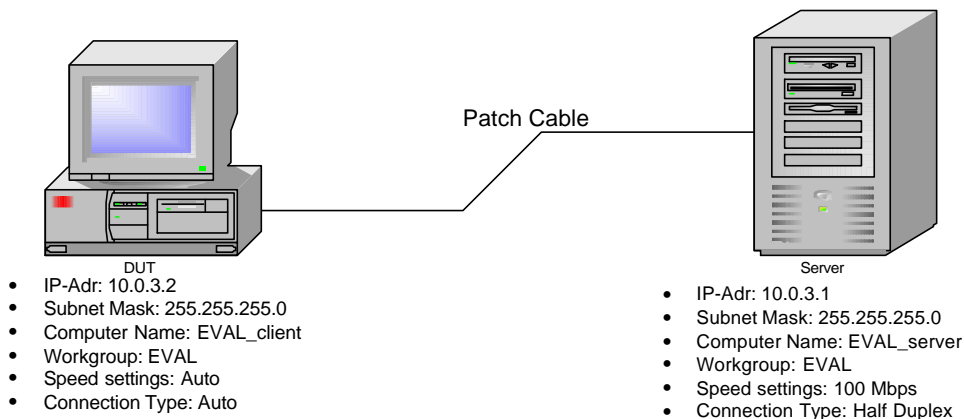 Patch Cable
DUT
• IP-Adr: 10.0.3.2
• Subnet Mask: 255.255.255.0
• Computer Name: EVAL_client
• Workgroup: EVAL
• Speed settings: Auto
• Connection Type: Auto
Server
• IP-Adr: 10.0.3.1
• Subnet Mask: 255.255.255.0
• Computer Name: EVAL_server
• Workgroup: EVAL
• Speed settings: 100 Mbps
• Connection Type: Half Duplex